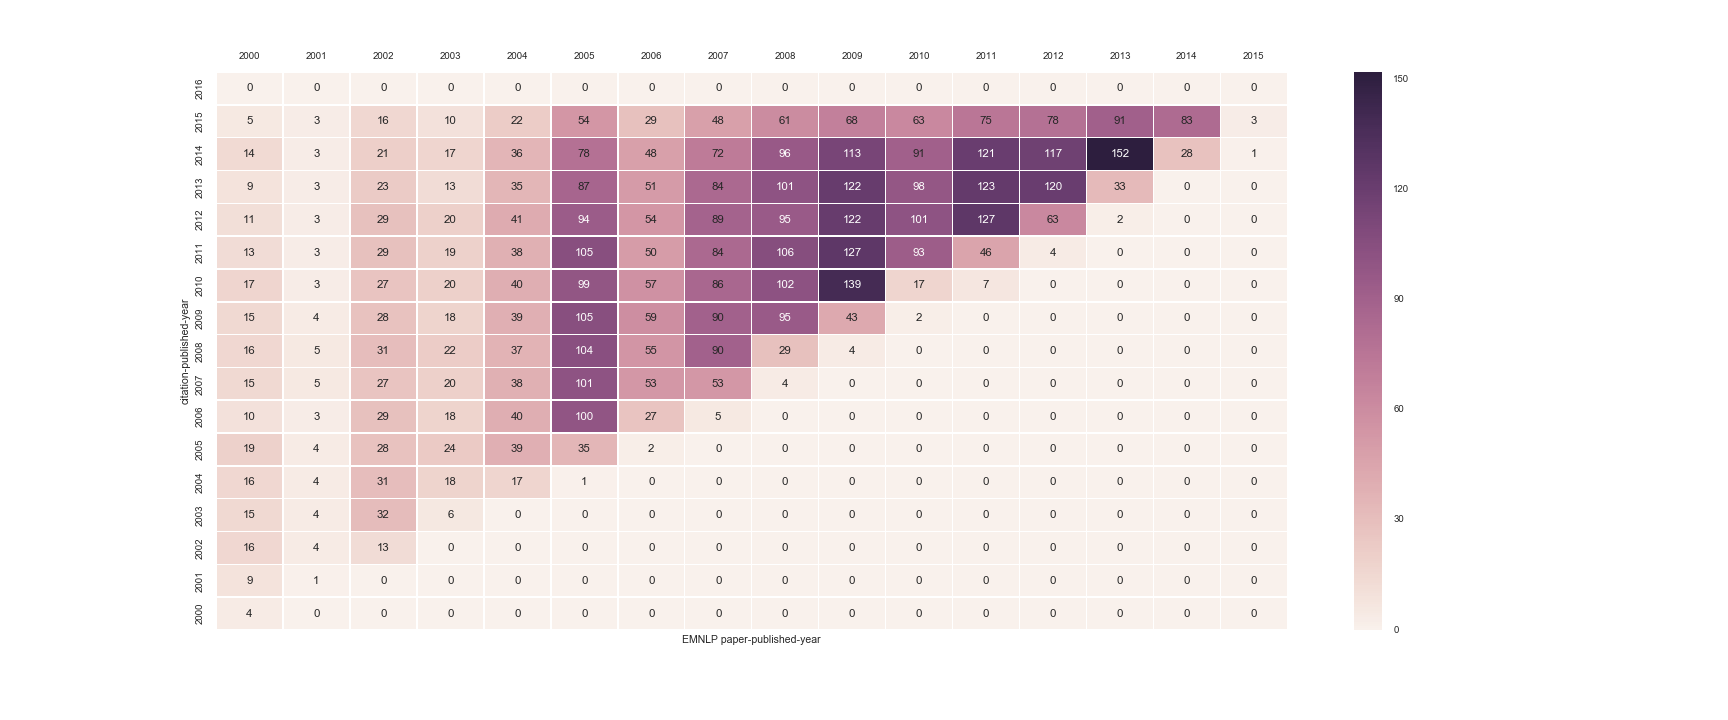 2000 2001 2002 2003 2004 2005 2006 2007 2008 2009 2010 2011 2012 2013 2014 2015
2016 0 0 0 0 0 0 0 0 0 0 0 0 0 0 0 0
2015 5 3 16 10 22 54 29 48 61 68 63 75 78 91 83 3
2014 14 3 21 17 36 78 48 72 96 113 91 121 117 152 28 1
2013 9 3 23 13 35 87 51 84 101 122 98 123 120 33 0 0
2012 11 3 29 20 41 94 54 89 95 122 101 127 63 2 0 0
2011 13 3 29 19 38 105 50 84 106 127 93 46 4 0 0 0
2010 17 3 27 20 40 99 57 86 102 139 17 7 0 0 0 0
2009 15 4 28 18 39 105 59 90 95 43 2 0 0 0 0 0
2008 16 5 31 22 37 104 55 90 29 4 0 0 0 0 0 0
2007 15 5 27 20 38 101 53 53 4 0 0 0 0 0 0 0
2006 10 3 29 18 40 100 27 5 0 0 0 0 0 0 0 0
2005 19 4 28 24 39 35 2 0 0 0 0 0 0 0 0 0
2004 16 4 31 18 17 1 0 0 0 0 0 0 0 0 0 0
2003 15 4 32 6 0 0 0 0 0 0 0 0 0 0 0 0
2002 16 4 13 0 0 0 0 0 0 0 0 0 0 0 0 0
2001 9 1 0 0 0 0 0 0 0 0 0 0 0 0 0 0
2000 4 0 0 0 0 0 0 0 0 0 0 0 0 0 0 0
citation-published-year
EMNLP paper-published-year
150
120
90
60
30
0